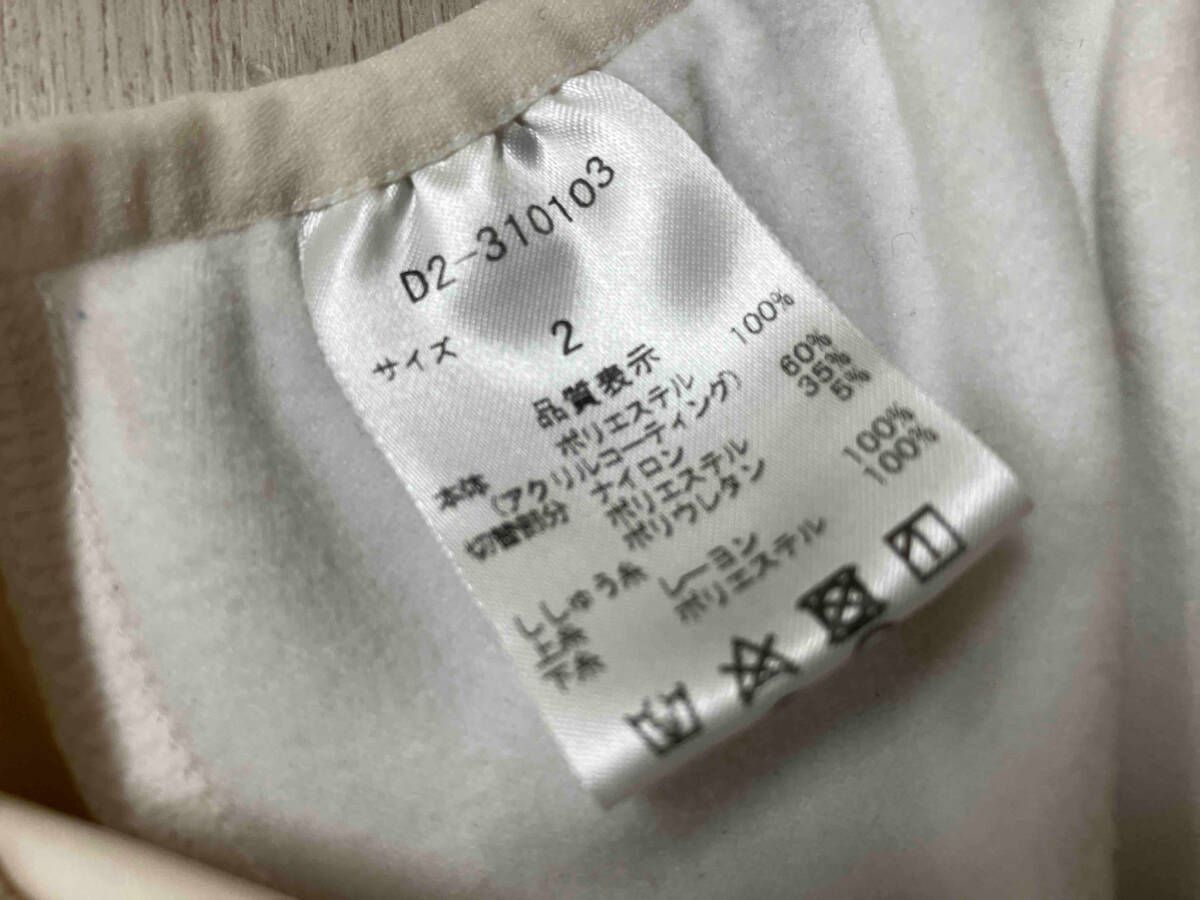 D2-310103
サイズ 2
品質表示
本体 ポリエステル 100%
(アクリルコーティング)
切替部分 ナイロン 60%
ポリエステル 35%
ポリウレタン 5%
ししゅう糸
上糸 レーヨン 100%
下糸 ポリエステル 100%